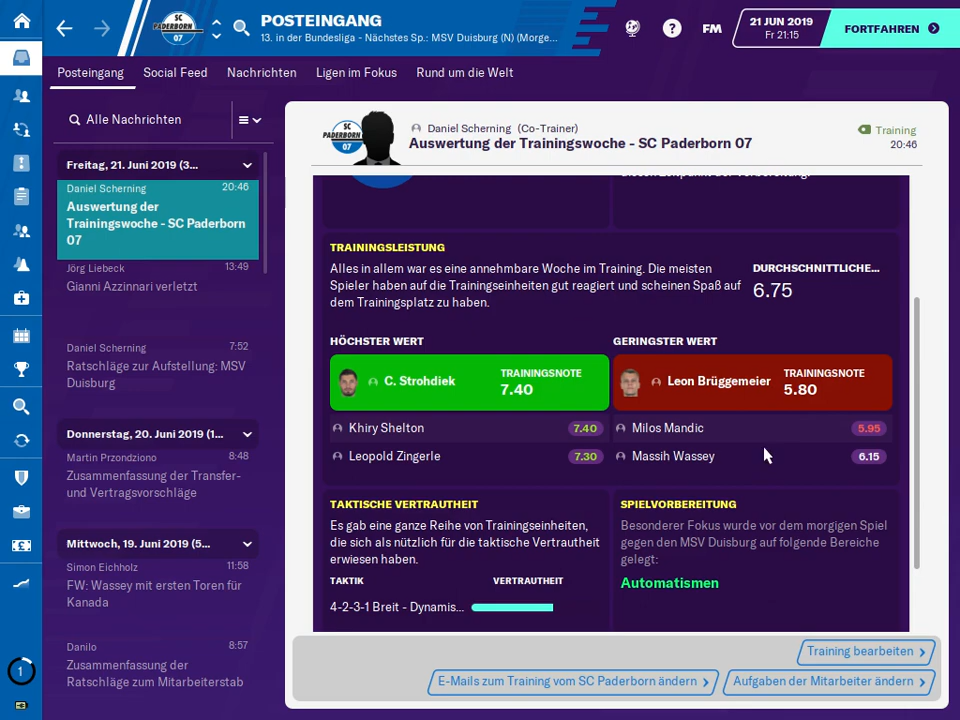 SC
PADERBORN
07
POSTEINGANG
13. in der Bundesliga - Nächstes Sp.: MSV Duisburg (N) (Morge...
?
FM
21 JUN 2019
Fr 21:15
FORTFAHREN
Posteingang
Social Feed
Nachrichten
Ligen im Fokus
Rund um die Welt
Alle Nachrichten
Freitag, 21. Juni 2019 (3...
Daniel Scherning 20:46
Auswertung der
Trainingswoche - SC Paderborn
07
Jörg Liebeck 13:49
Gianni Azzinnari verletzt
Daniel Scherning 7:52
Ratschläge zur Aufstellung: MSV
Duisburg
Donnerstag, 20. Juni 2019 (1...
Martin Przondziono 8:48
Zusammenfassung der Transfer-
und Vertragsvorschläge
Mittwoch, 19. Juni 2019 (5...
Simon Eichholz 11:58
FW: Wassey mit ersten Toren für
Kanada
Danilo 8:57
Zusammenfassung der
Ratschläge zum Mitarbeiterstab
1
SC
PADERBORN
07
Daniel Scherning (Co-Trainer)
Auswertung der Trainingswoche - SC Paderborn 07
Training
20:46
diesen Zeitpunkt der Vorbereitung.
TRAININGSLEISTUNG
Alles in allem war es eine annehmbare Woche im Training. Die meisten
Spieler haben auf die Trainingseinheiten gut reagiert und scheinen Spaß auf
dem Trainingsplatz zu haben.
DURCHSCHNITTLICHE...
6.75
HÖCHSTER WERT
C. Strohdiek
TRAININGSNOTE
7.40
Khiry Shelton 7.40
Leopold Zingerle 7.30
GERINGSTER WERT
Leon Brüggemeier
TRAININGSNOTE
5.80
Milos Mandic 5.95
Massih Wassey 6.15
TAKTISCHE VERTRAUTHEIT
Es gab eine ganze Reihe von Trainingseinheiten,
die sich als nützlich für die taktische Vertrautheit
erwiesen haben.
TAKTIK VERTRAUTHEIT
4-2-3-1 Breit - Dynamis...
SPIELVORBEREITUNG
Besonderer Fokus wurde vor dem morgigen Spiel
gegen den MSV Duisburg auf folgende Bereiche
gelegt:
Automatismen
Training bearbeiten
E-Mails zum Training vom SC Paderborn ändern
Aufgaben der Mitarbeiter ändern